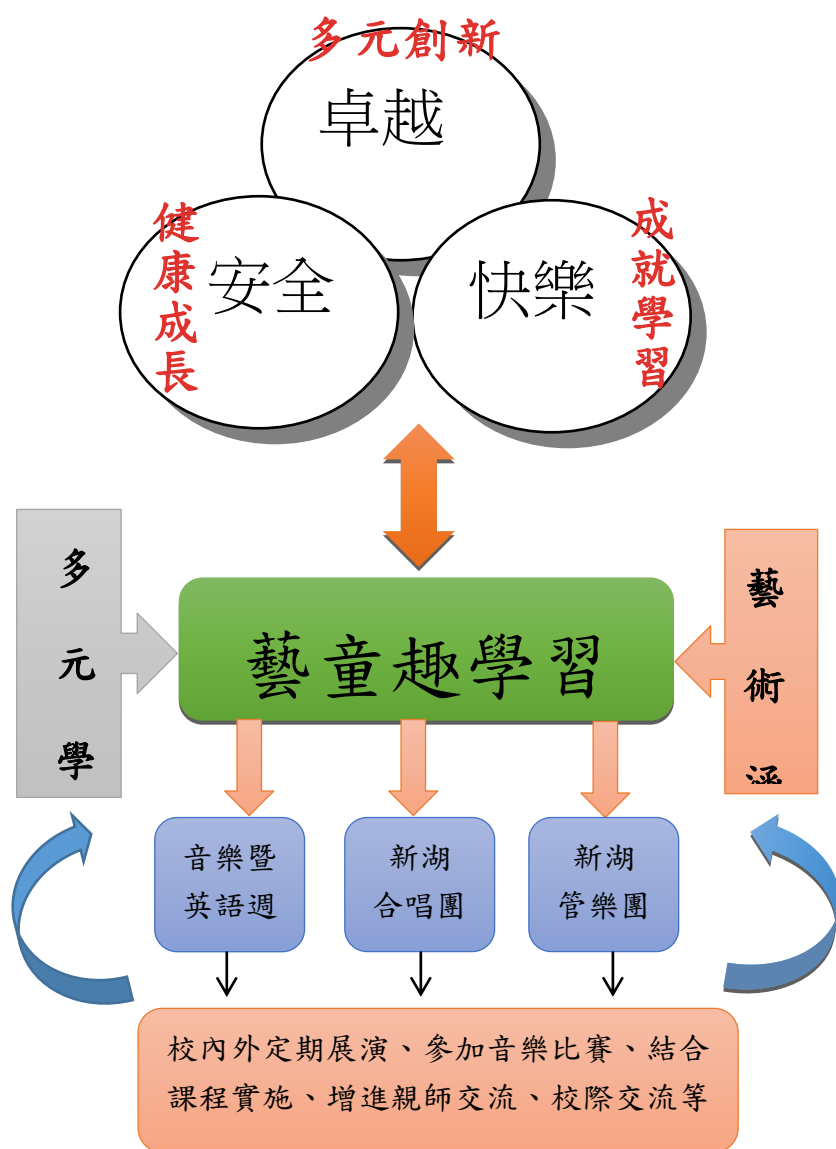 多元創新
卓越
健康成長
安全
快樂
成就學習
多元學
藝童趣學習
藝術
音樂暨
英語週
新湖
合唱團
新湖
管樂團
校內外定期展演、參加音樂比賽、結合
課程實施、增進親師交流、校際交流等